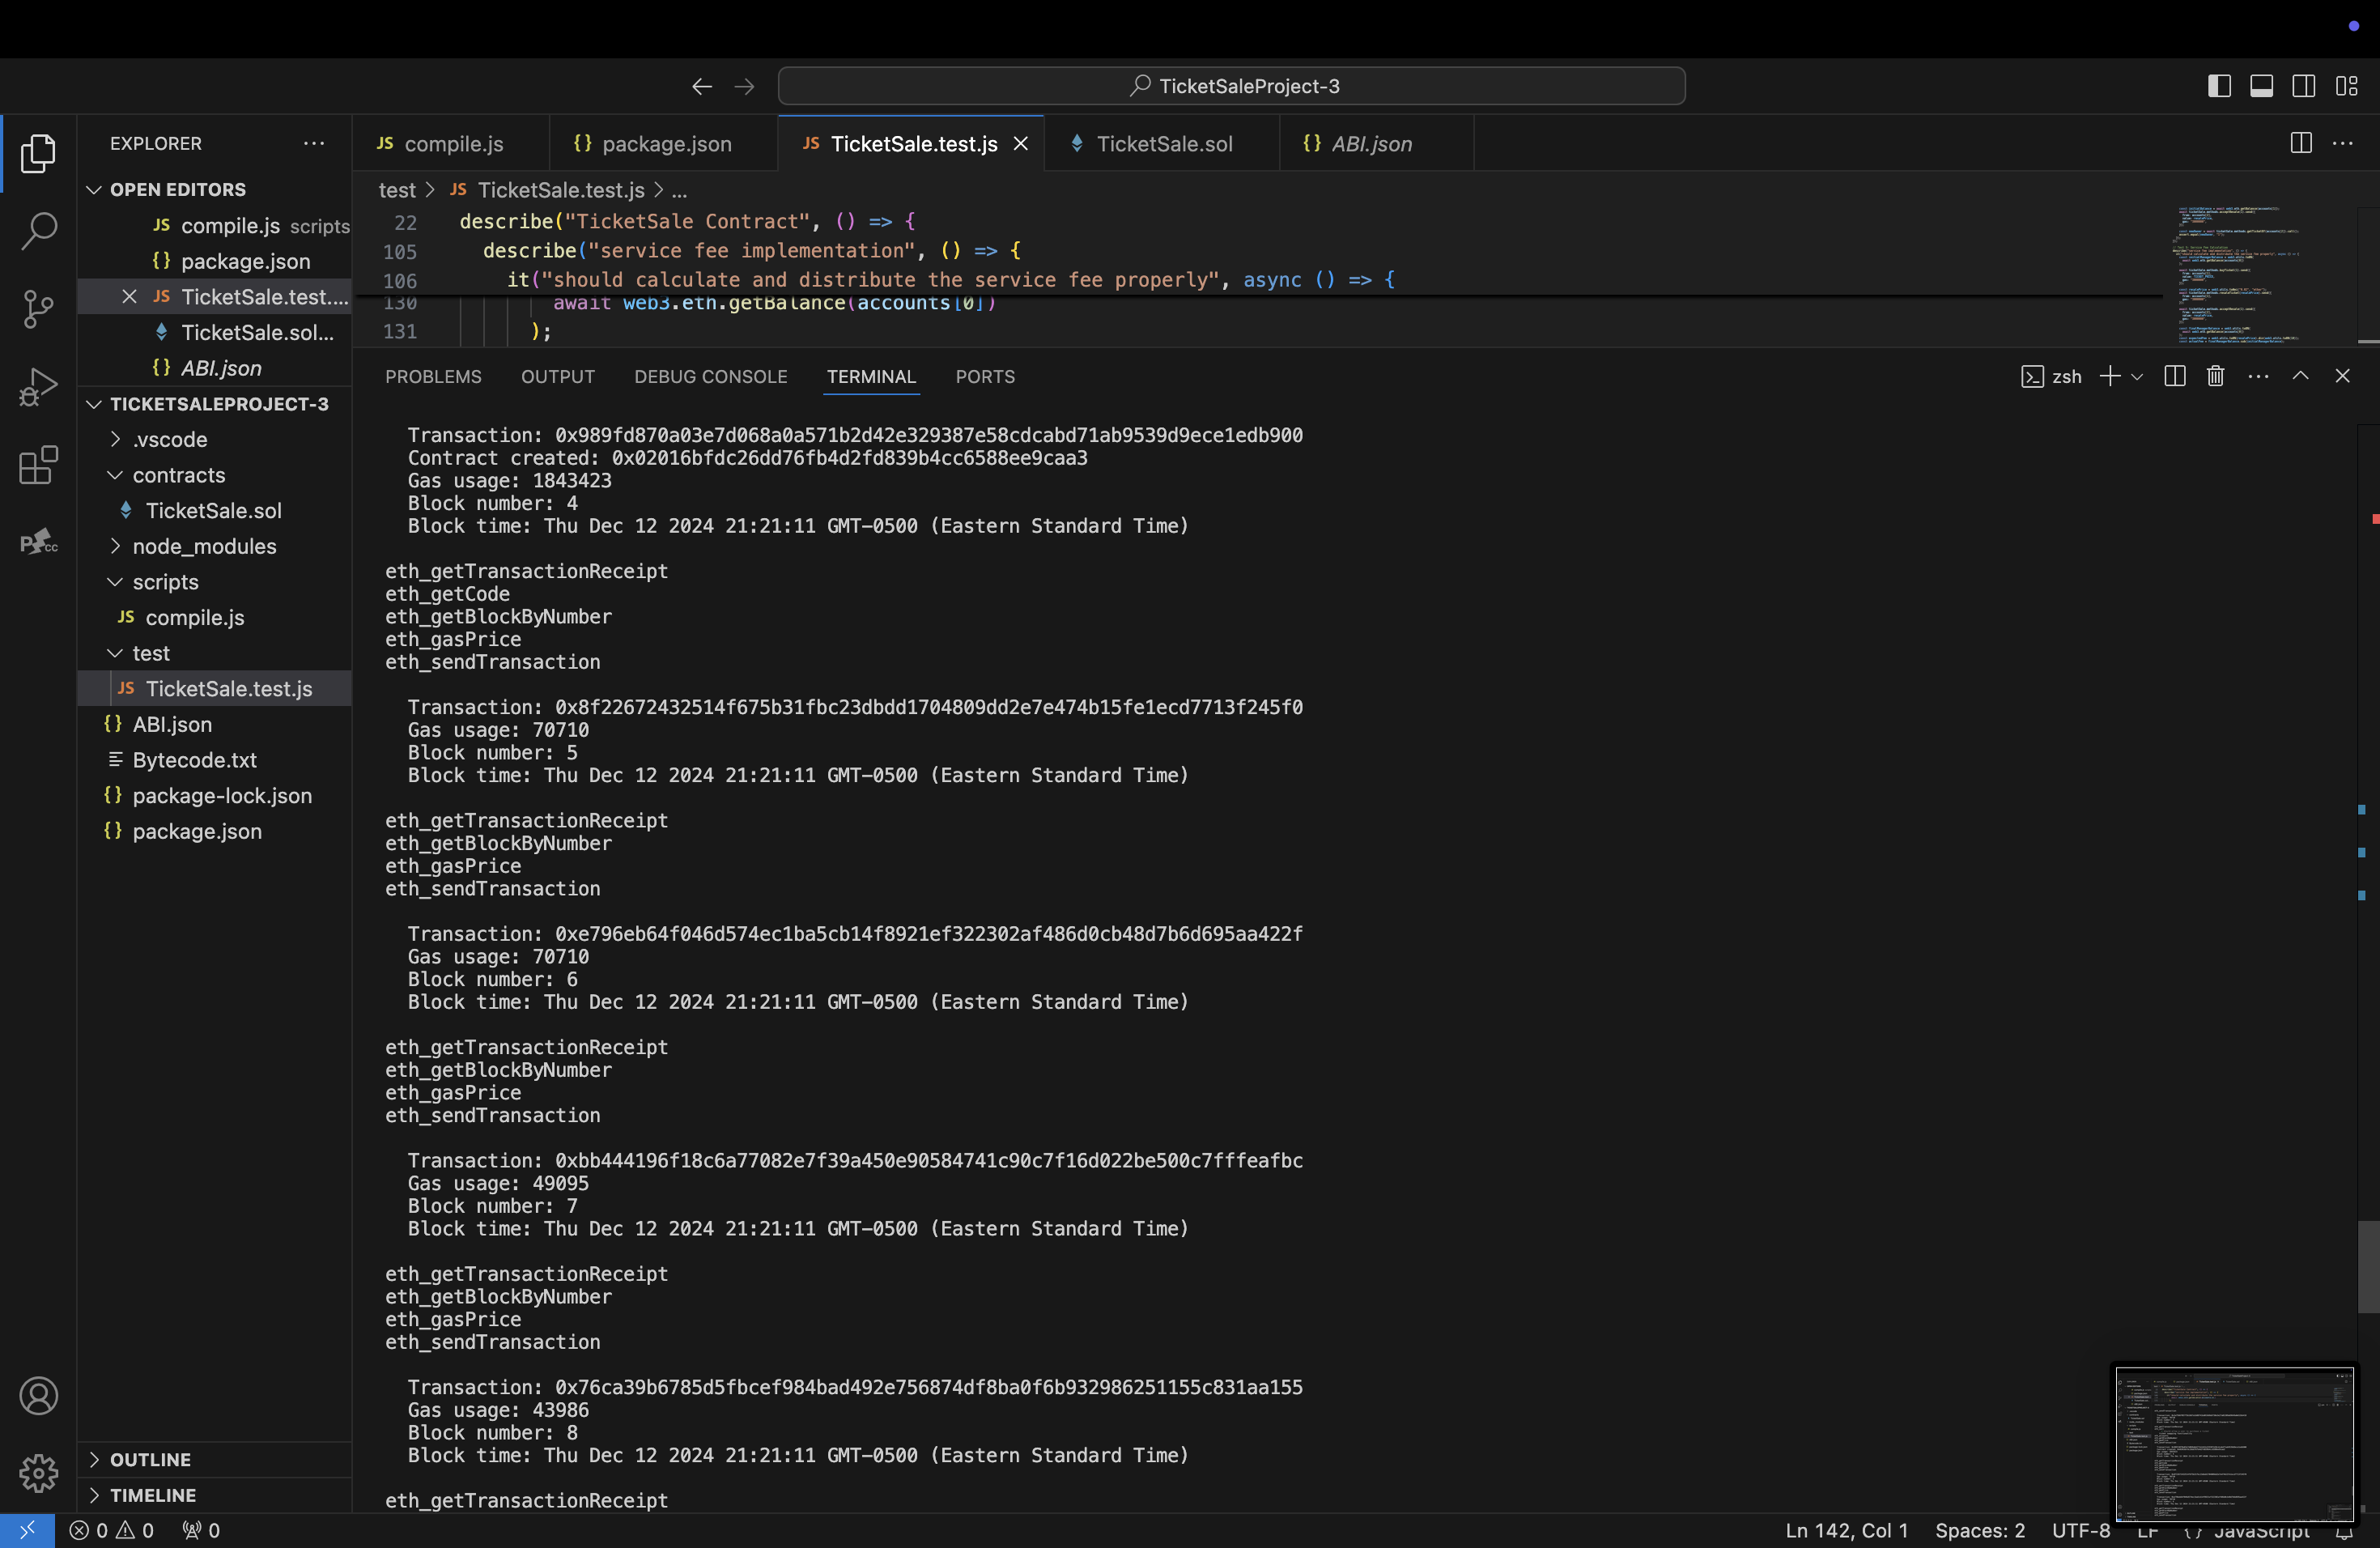 TicketSaleProject-3
EXPLORER
OPEN EDITORS
JS compile.js scripts
{} package.json
JS TicketSale.test....
TicketSale.sol...
{} ABI.json
TICKETSALEPROJECT-3
.vscode
contracts
TicketSale.sol
node_modules
scripts
JS compile.js
test
JS TicketSale.test.js
{} ABI.json
Bytecode.txt
{} package-lock.json
{} package.json
OUTLINE
TIMELINE
JS compile.js
{} package.json
JS TicketSale.test.js
TicketSale.sol
{} ABI.json
test > JS TicketSale.test.js > ...
22 describe("TicketSale Contract", () => {
105 describe("service fee implementation", () => {
106 it("should calculate and distribute the service fee properly", async () => {
130 await web3.eth.getBalance(accounts[0])
131 );
PROBLEMS OUTPUT DEBUG CONSOLE TERMINAL PORTS
zsh
Transaction: 0x989fd870a03e7d068a0a571b2d42e329387e58cdcabd71ab9539d9ece1edb900
Contract created: 0x02016bfdc26dd76fb4d2fd839b4cc6588ee9caa3
Gas usage: 1843423
Block number: 4
Block time: Thu Dec 12 2024 21:21:11 GMT-0500 (Eastern Standard Time)
eth_getTransactionReceipt
eth_getCode
eth_getBlockByNumber
eth_gasPrice
eth_sendTransaction
Transaction: 0x8f22672432514f675b31fbc23dbdd1704809dd2e7e474b15fe1ecd7713f245f0
Gas usage: 70710
Block number: 5
Block time: Thu Dec 12 2024 21:21:11 GMT-0500 (Eastern Standard Time)
eth_getTransactionReceipt
eth_getBlockByNumber
eth_gasPrice
eth_sendTransaction
Transaction: 0xe796eb64f046d574ec1ba5cb14f8921ef322302af486d0cb48d7b6d695aa422f
Gas usage: 70710
Block number: 6
Block time: Thu Dec 12 2024 21:21:11 GMT-0500 (Eastern Standard Time)
eth_getTransactionReceipt
eth_getBlockByNumber
eth_gasPrice
eth_sendTransaction
Transaction: 0xbb444196f18c6a77082e7f39a450e90584741c90c7f16d022be500c7fffeafbc
Gas usage: 49095
Block number: 7
Block time: Thu Dec 12 2024 21:21:11 GMT-0500 (Eastern Standard Time)
eth_getTransactionReceipt
eth_getBlockByNumber
eth_gasPrice
eth_sendTransaction
Transaction: 0x76ca39b6785d5fbcef984bad492e756874df8ba0f6b932986251155c831aa155
Gas usage: 43986
Block number: 8
Block time: Thu Dec 12 2024 21:21:11 GMT-0500 (Eastern Standard Time)
eth_getTransactionReceipt
0 0 0
Ln 142, Col 1 Spaces: 2 UTF-8 LF {} JavaScript